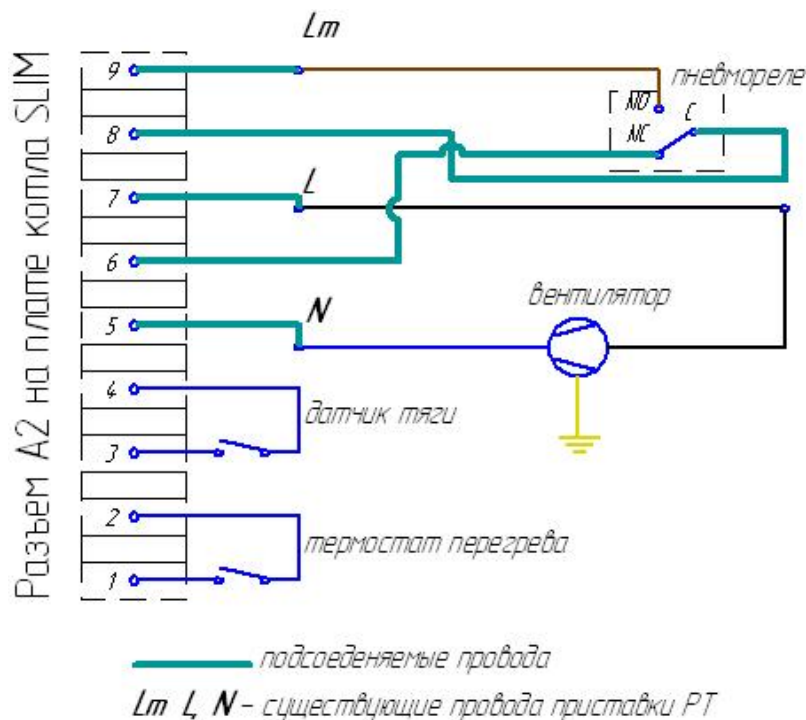 Lm
пневмореле
9
NO
C
8
NC
L
7
6
вентилятор
N
5
4
датчик тяги
3
2
термостат перегрева
1
Разъем А2 на плате котла SLIM
подсоеденяемые провода
Lm L, N - существующие провода приставки РТ